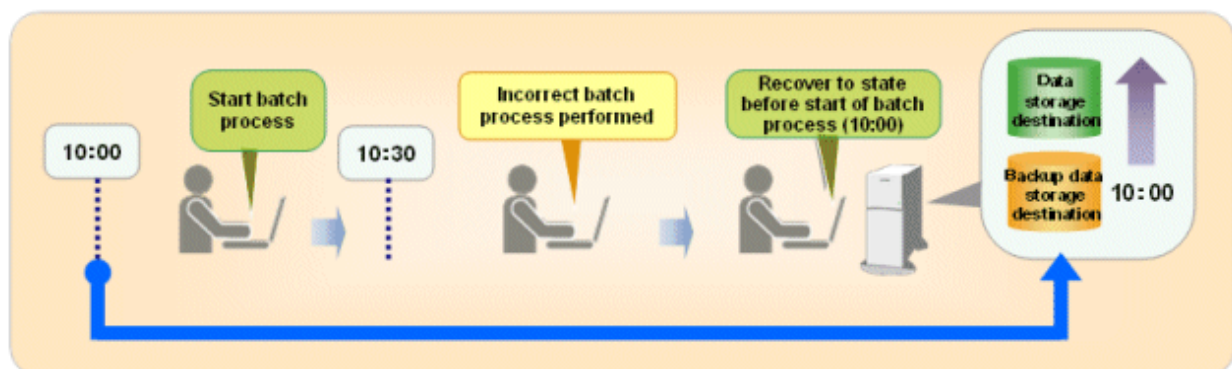 10:00
Start batch
process
10:30
Incorrect batch
process performed
Recover to state
before start of batch
process (10:00)
Data
storage
destination
Backup data
storage
destination
10:00